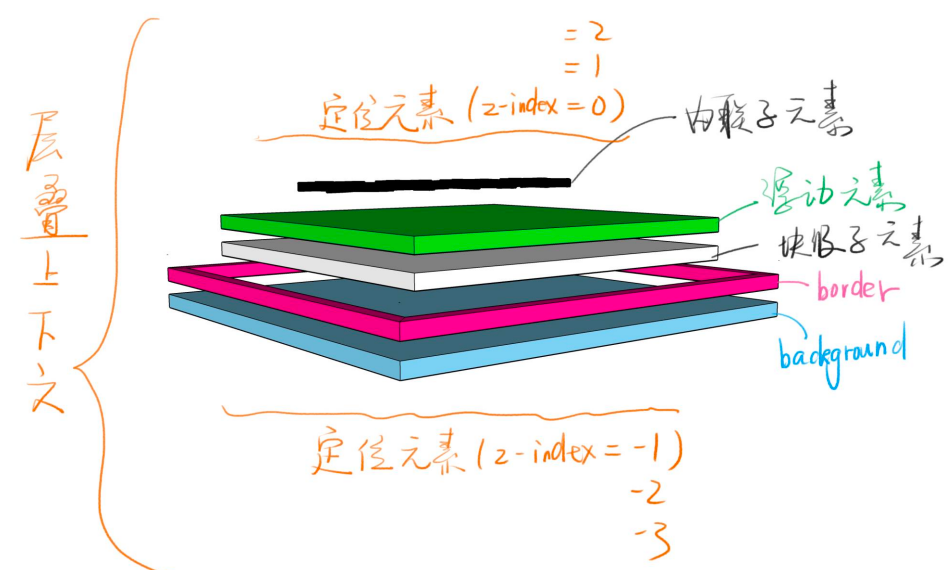 层叠上下文
= 2
= 1
定位元素 (z-index = 0)
内联子元素
浮动元素
块级子元素
border
background
定位元素 (z-index = -1)
-2
-3